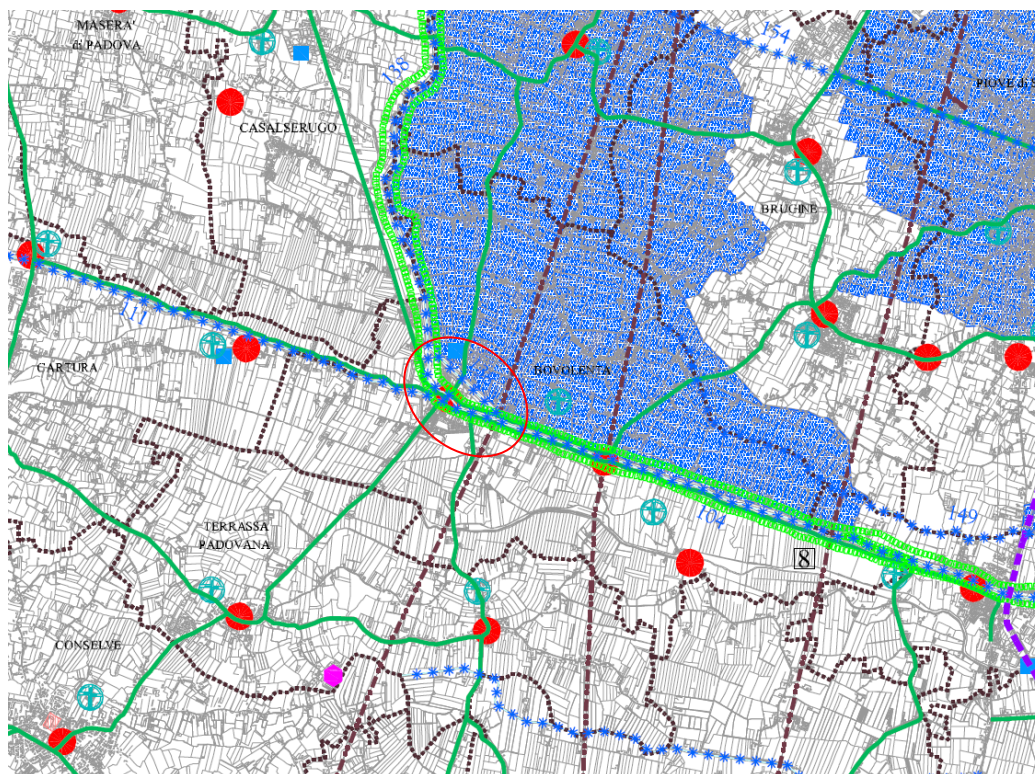 MASERA'
di PADOVA
154
138
PIOVE di
CASALSERUGO
BRUGINE
111
CARTURA
BOVOLENTA
104
149
8
TERRASSA
PADOVANA
CONSELVE